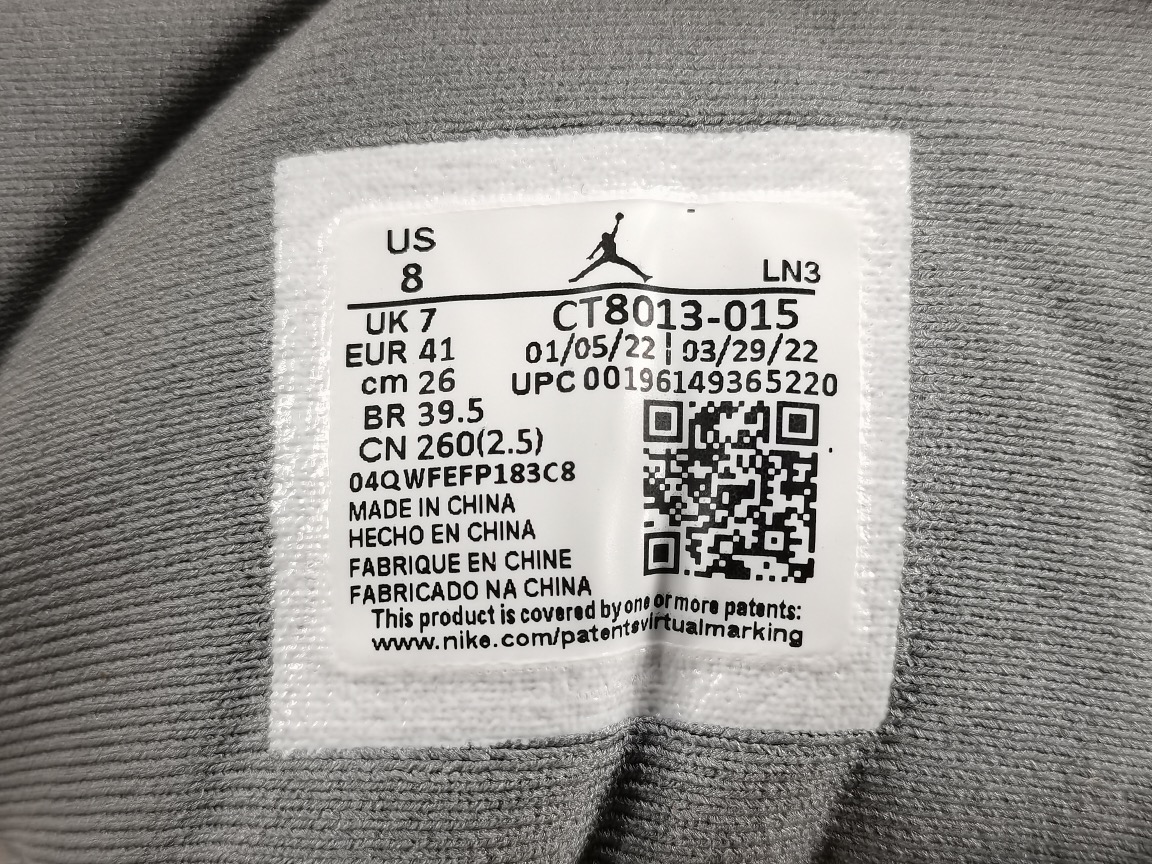 US
8
LN3
UK 7
CT8013-015
EUR 41
01/05/22 03/29/22
cm 26
UPC 00196149365220
BR 39.5
CN 260(2.5)
04QWFEFP183C8
MADE IN CHINA
HECHO EN CHINA
FABRIQUE EN CHINE
FABRICADO NA CHINA
This product is covered by one or more patents:
www.nike.com/patentsvirtualmarking